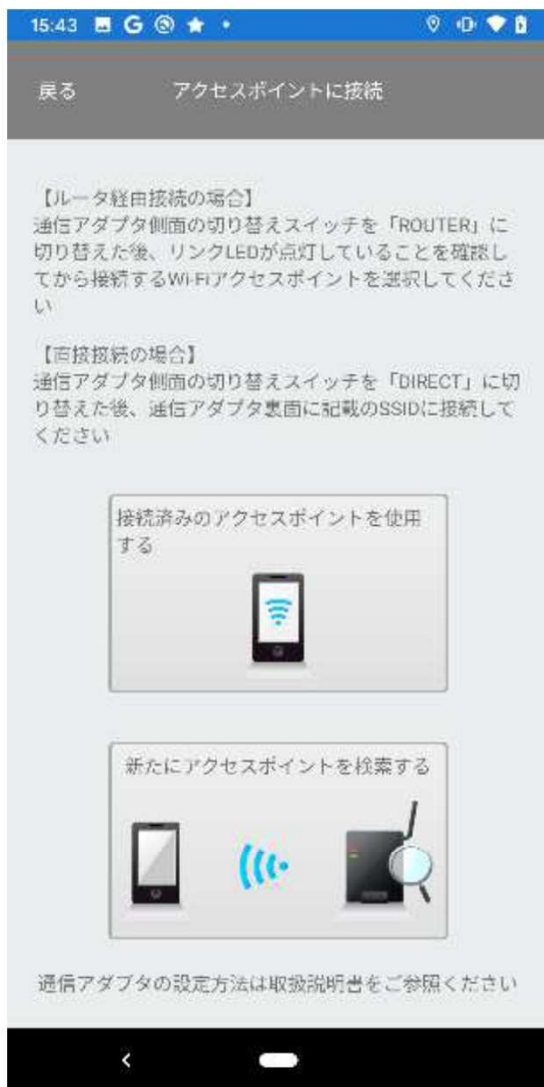 15:43
戻る アクセスポイントに接続
【ルータ経由接続の場合】
通信アダプタ側面の切り替えスイッチを「ROUTER」に
切り替えた後、リンクLEDが点灯していることを確認し
てから接続するWi-Fiアクセスポイントを選択してくださ
い
【直接接続の場合】
通信アダプタ側面の切り替えスイッチを「DIRECT」に切
り替えた後、通信アダプタ裏面に記載のSSIDに接続して
ください
接続済みのアクセスポイントを使用
する
新たにアクセスポイントを検索する
通信アダプタの設定方法は取扱説明書をご参照ください